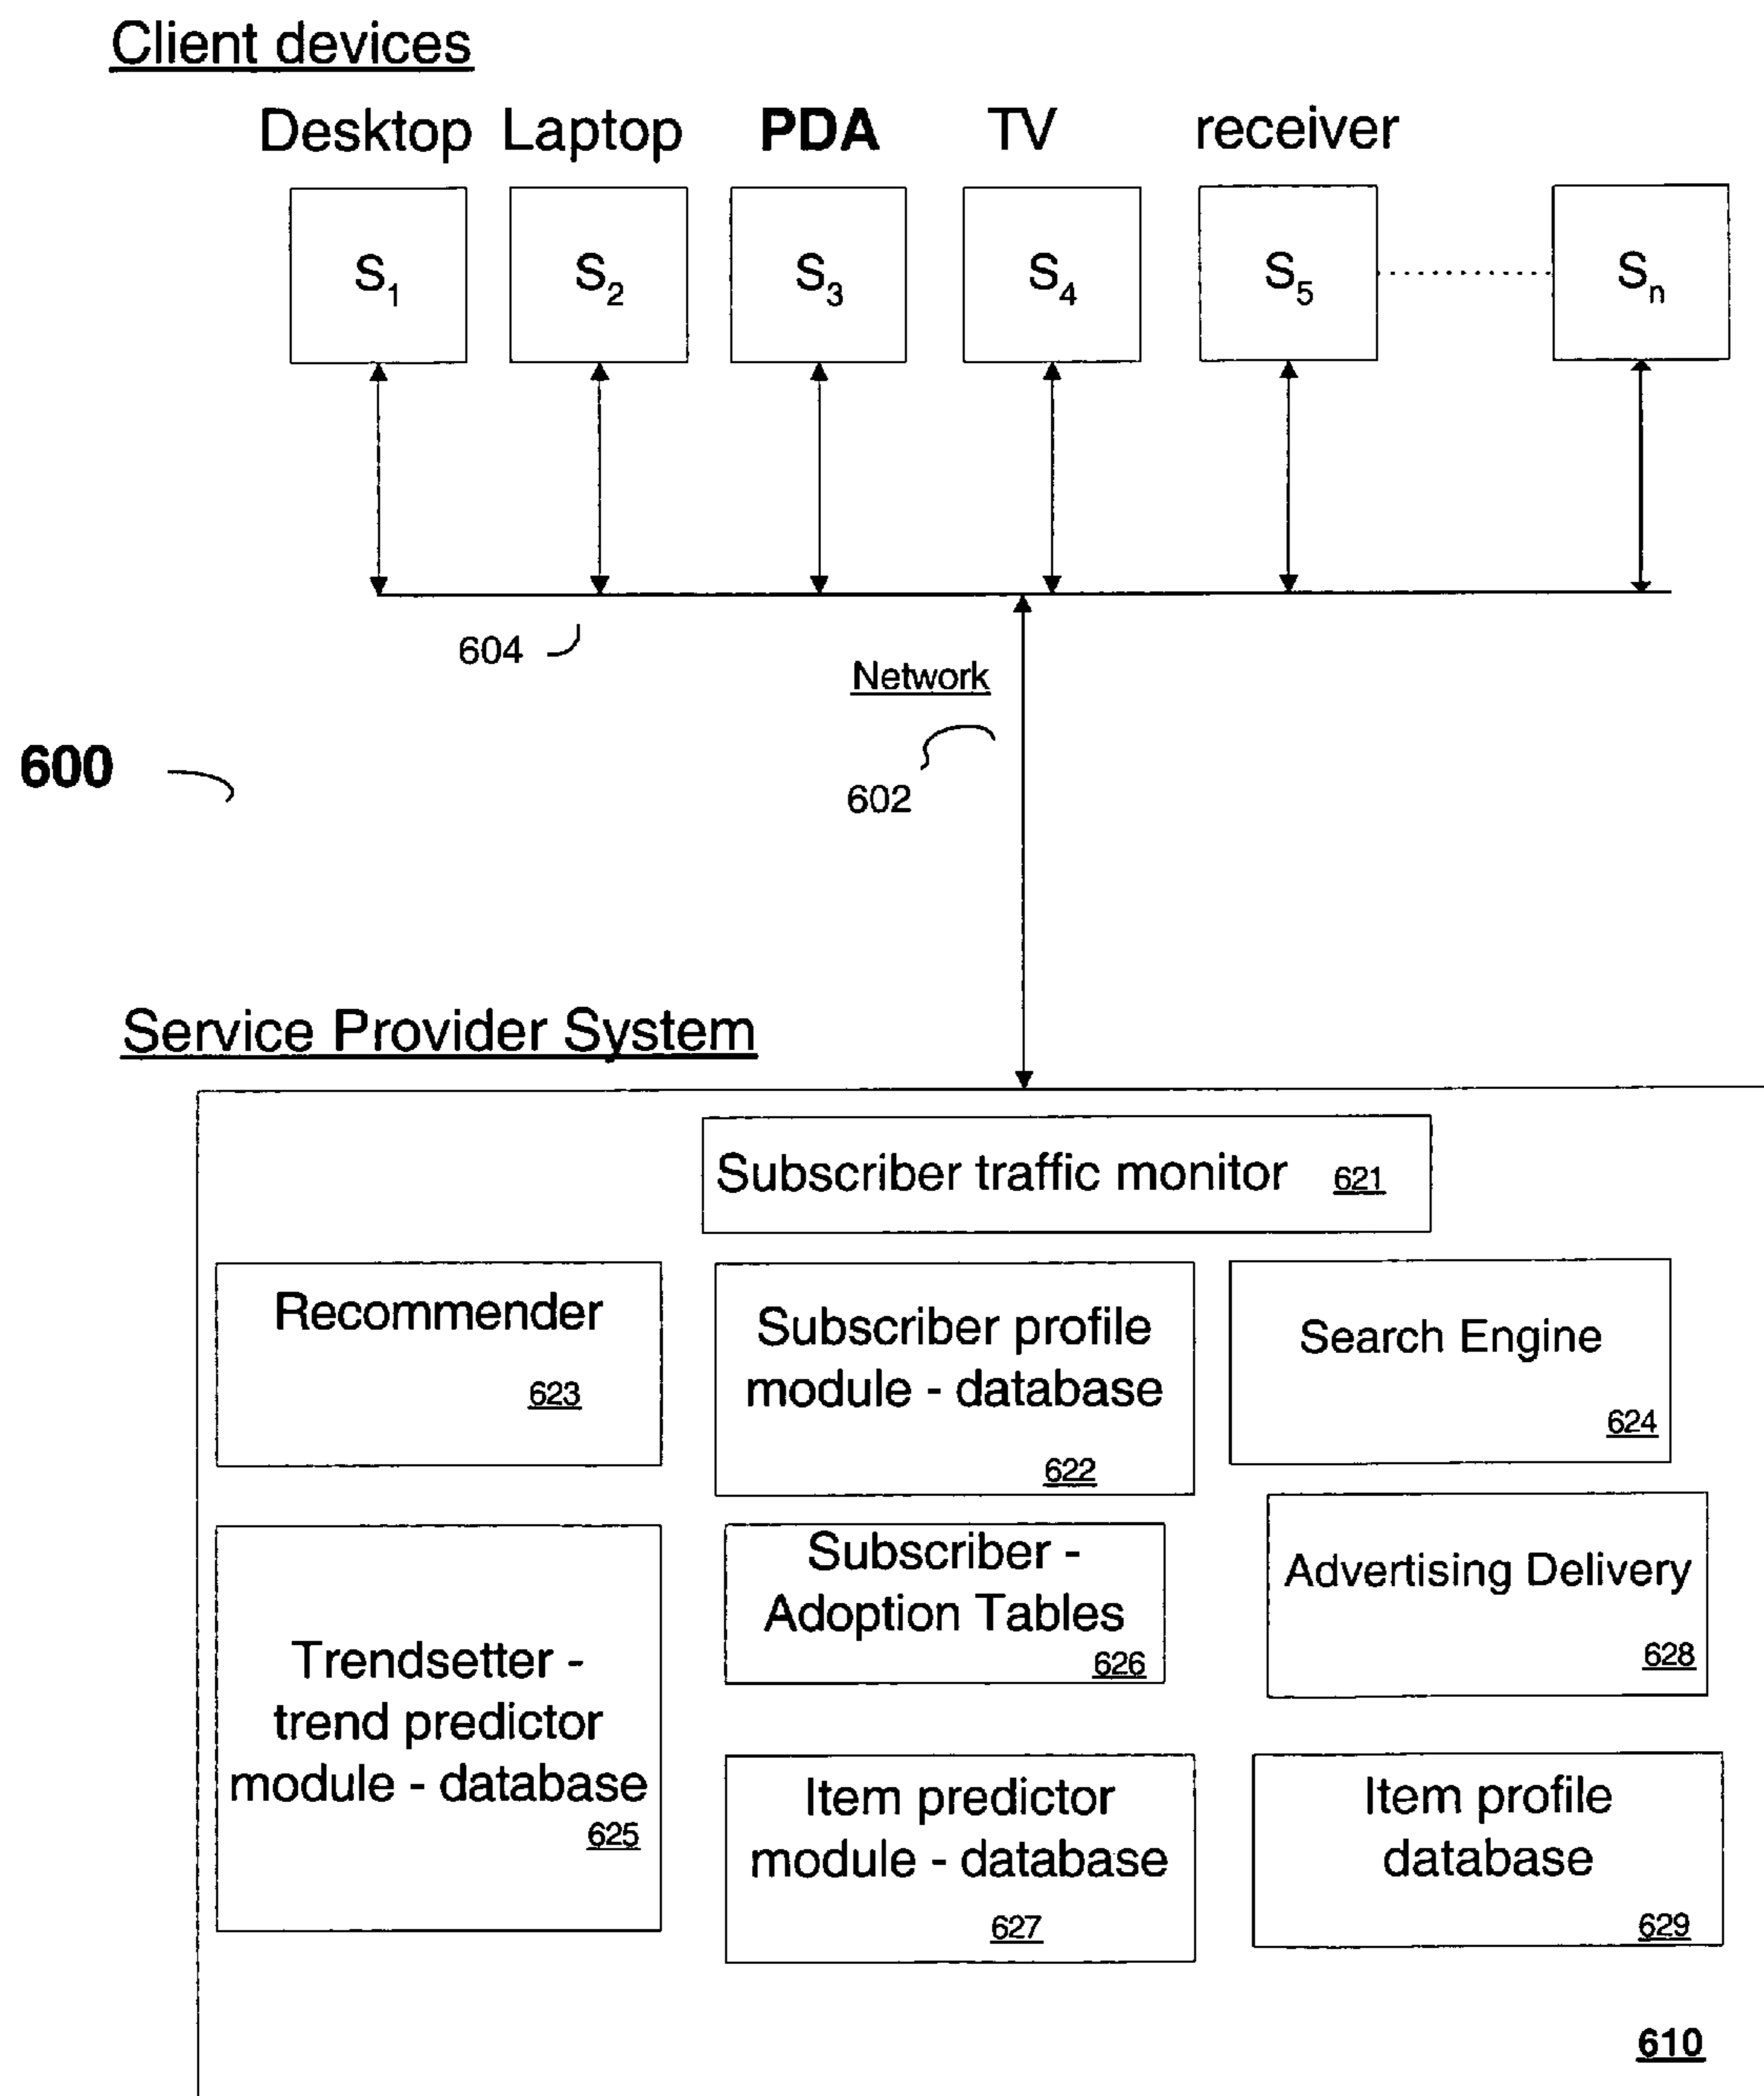 Client devices
Desktop Laptop PDA TV receiver
S1 S2 S3 S4 S5 Sn
604
Network
600
602
Service Provider System
Subscriber traffic monitor 621
Recommender
623
Subscriber profile
module - database
622
Search Engine
624
Trendsetter -
trend predictor
module - database
625
Subscriber -
Adoption Tables
626
Advertising Delivery
628
Item predictor
module - database
627
Item profile
database
629
610